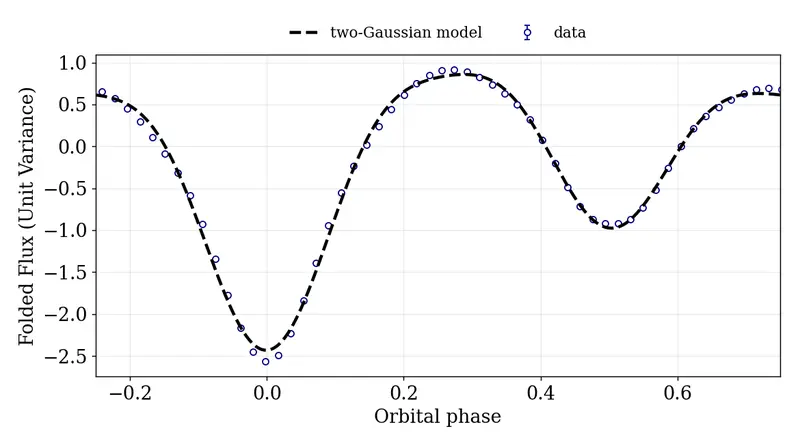 two-Gaussian model data
1.0
0.5
0.0
−0.5
−1.0
−1.5
−2.0
−2.5
Folded Flux (Unit Variance)
−0.2 0.0 0.2 0.4 0.6
Orbital phase